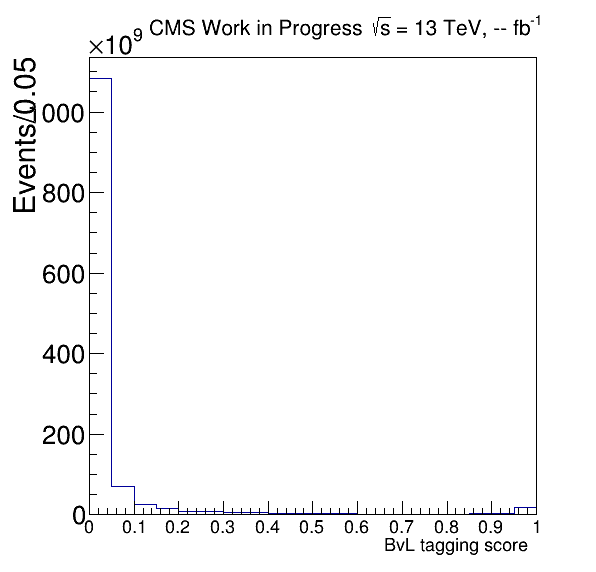 ×10⁹ CMS Work in Progress √s = 13 TeV, -- fb⁻¹
Events/0.05
1000
800
600
400
200
0
0 0.1 0.2 0.3 0.4 0.5 0.6 0.7 0.8 0.9 1
BvL tagging score